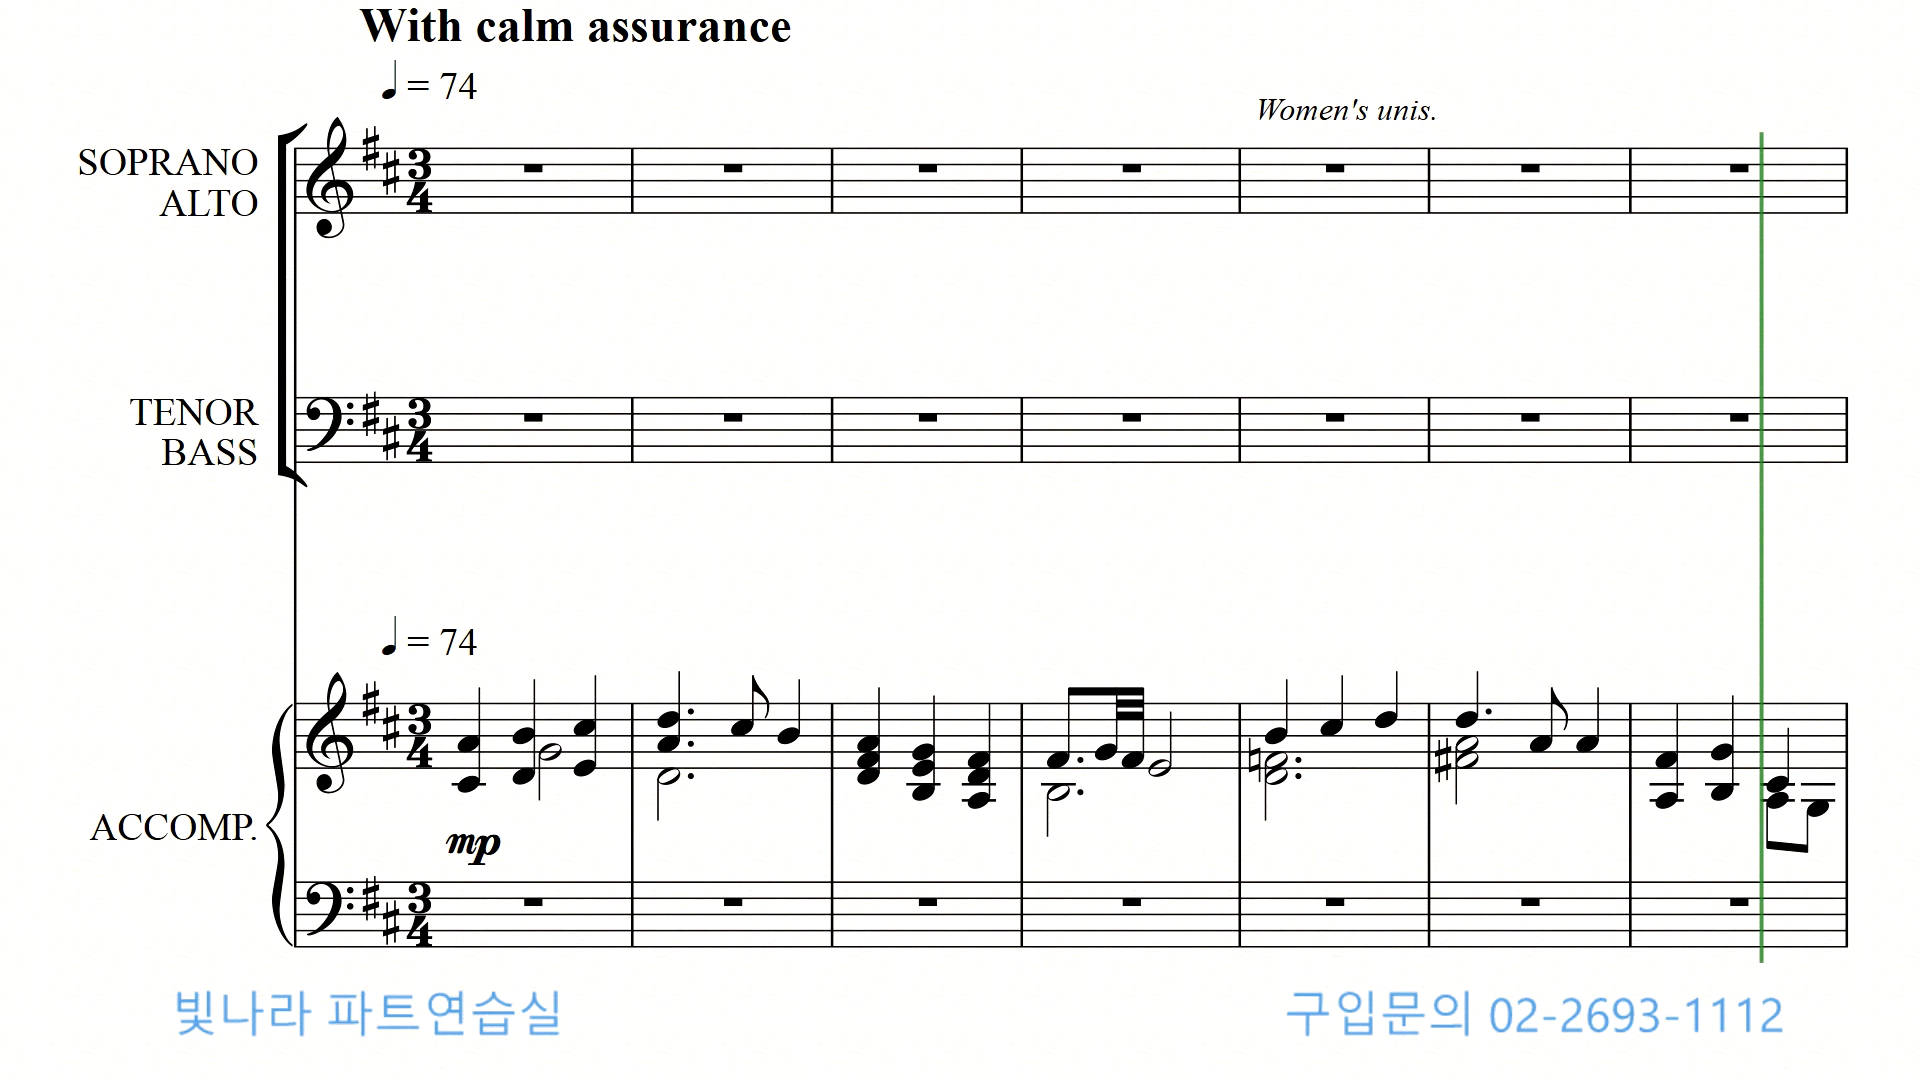 With calm assurance
♩ = 74
Women's unis.
SOPRANO
ALTO
TENOR
BASS
♩ = 74
ACCOMP.
mp
빛나라 파트연습실
구입문의 02-2693-1112